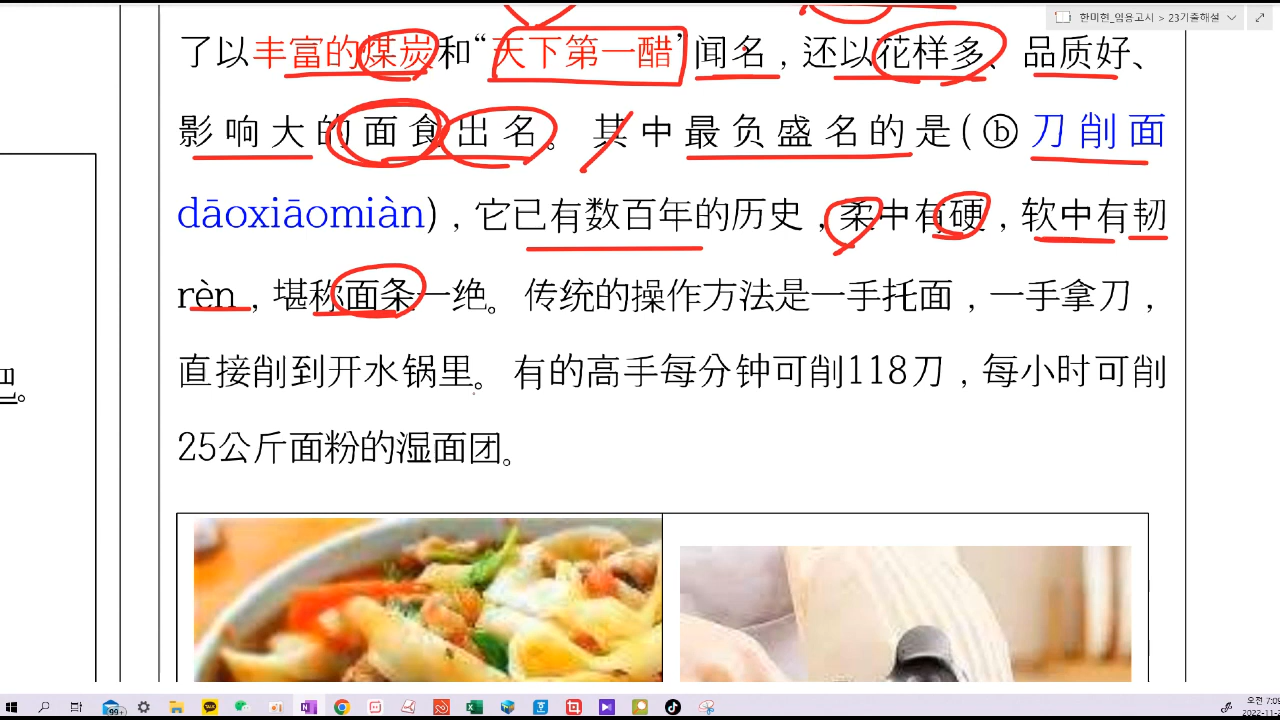 한미현_임용고시 > 23기출해설
了以丰富的煤炭和“天下第一醋”闻名，还以花样多、品质好、
影响大的面食出名。其中最负盛名的是(ⓑ刀削面
dāoxiāomiàn)，它已有数百年的历史，柔中有硬，软中有韧
rèn，堪称面条一绝。传统的操作方法是一手托面，一手拿刀，
直接削到开水锅里。有的高手每分钟可削118刀，每小时可削
25公斤面粉的湿面团。
99+
TALK